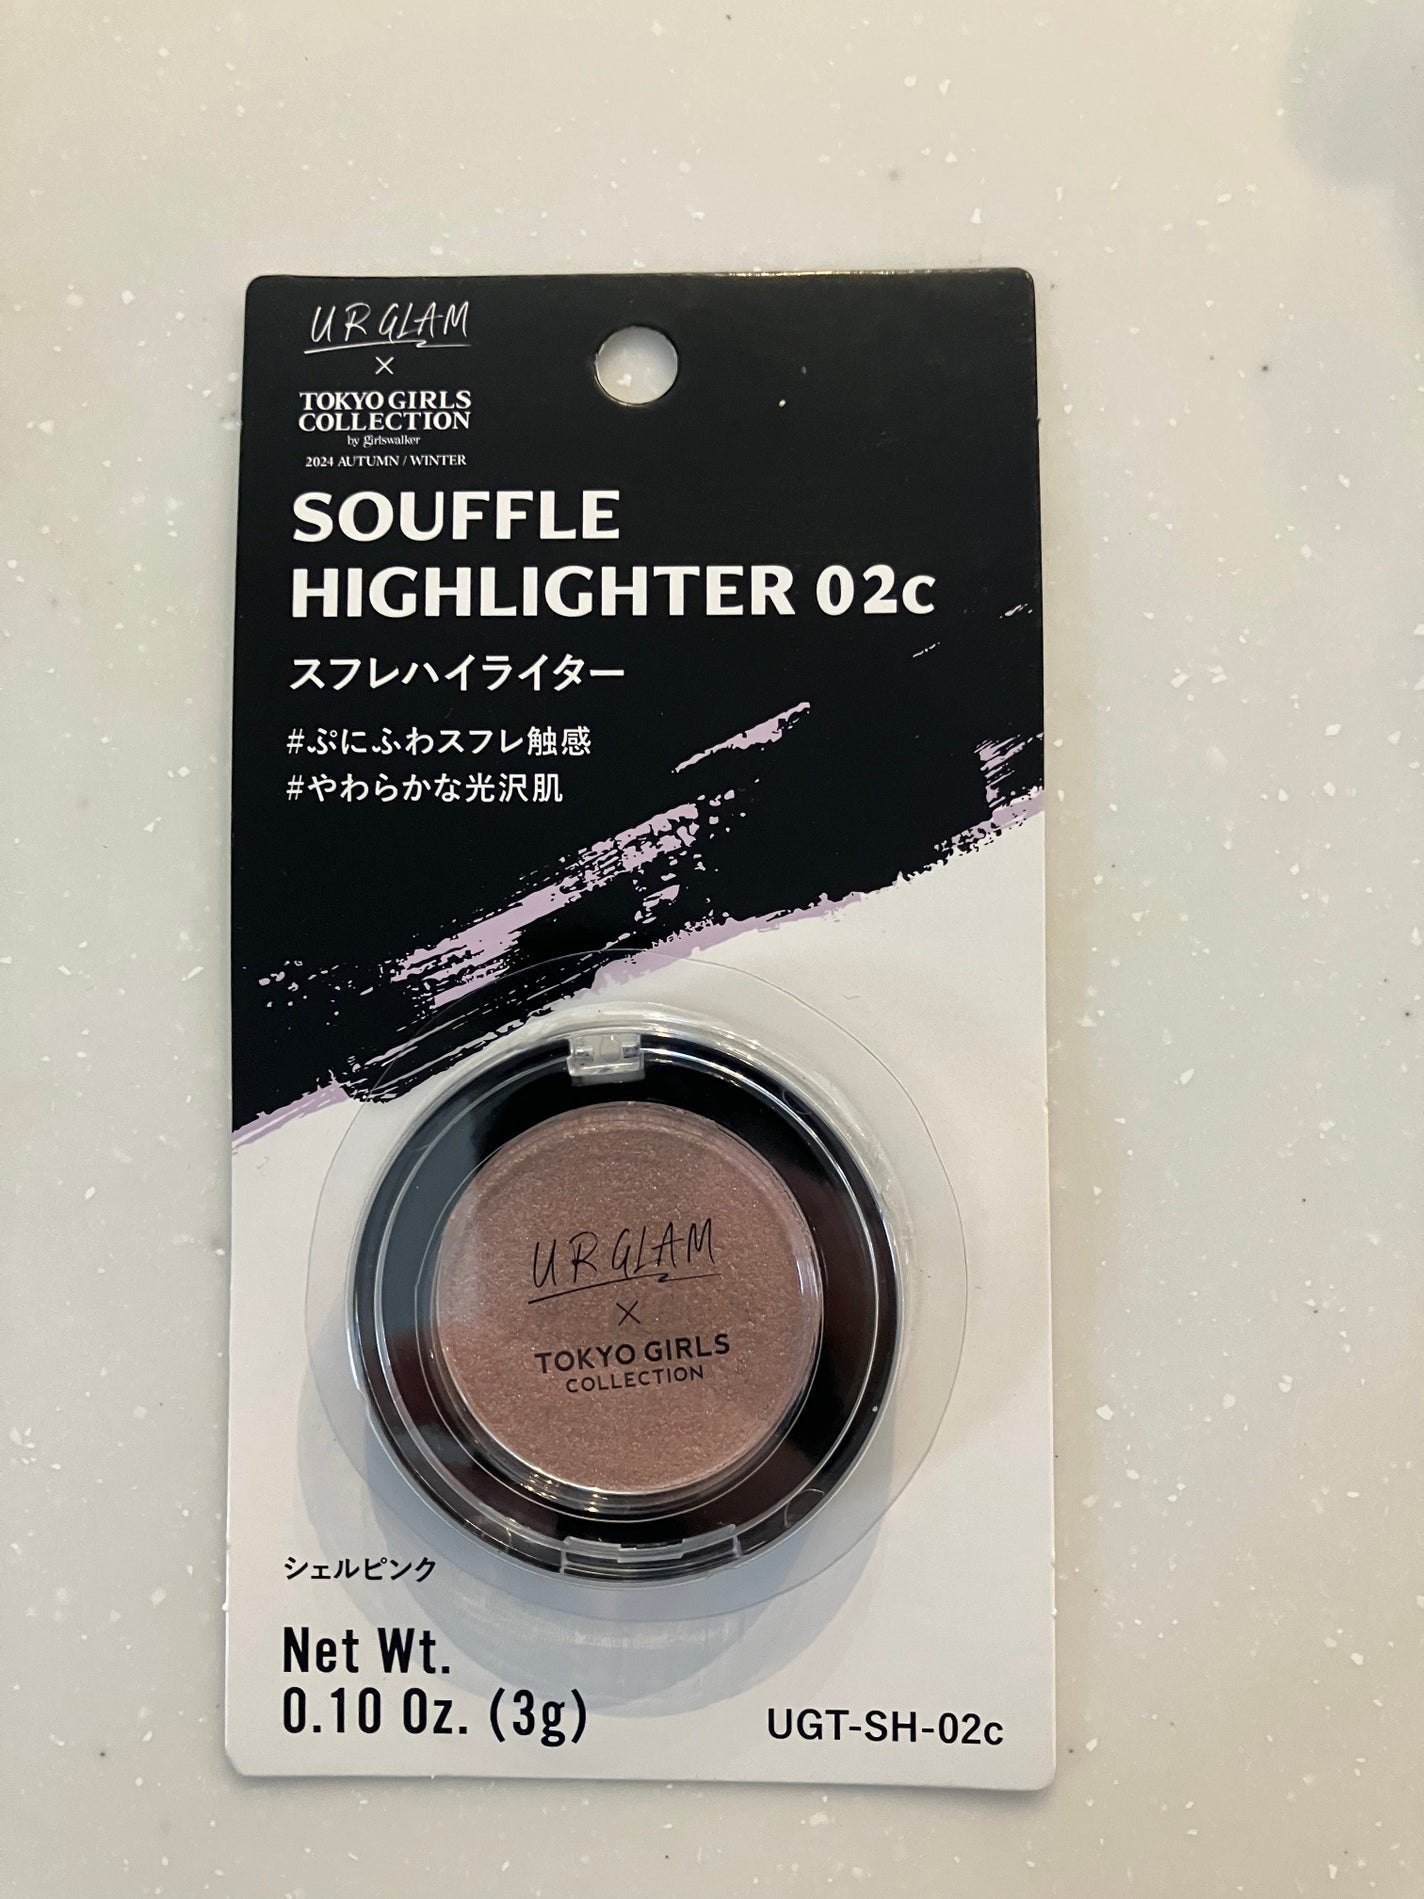 UR GLAM
×
TOKYO GIRLS
COLLECTION
by girlswalker
2024 AUTUMN / WINTER
SOUFFLE
HIGHLIGHTER 02c
スフレハイライター
#ぷにふわスフレ触感
#やわらかな光沢肌
UR GLAM
×
TOKYO GIRLS
COLLECTION
シェルピンク
Net Wt.
0.10 Oz. (3g)
UGT-SH-02c